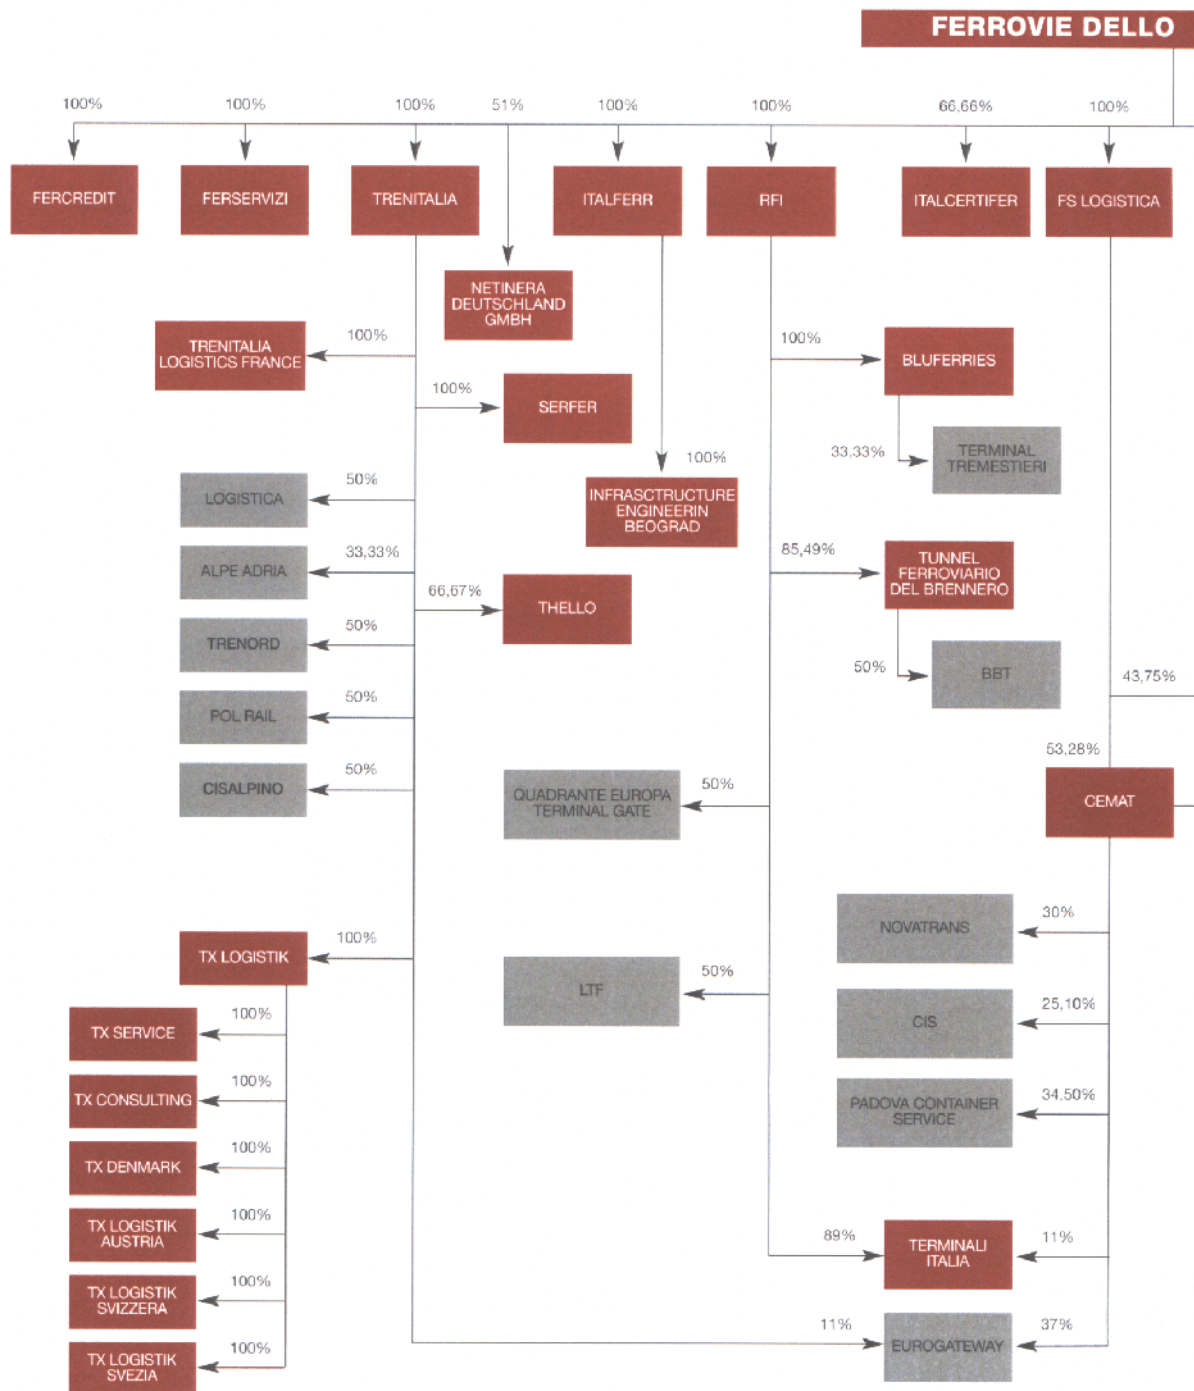 FERROVIE DELLO
100%
100%
100%
51%
100%
100%
66,66%
100%
FERCREDIT
FERSERVIZI
TRENITALIA
ITALFERR
RFI
ITALCERTIFER
FS LOGISTICA
NETINERA
DEUTSCHLAND
GMBH
100%
TRENITALIA
LOGISTICS FRANCE
100%
BLUFERRIES
100%
SERFER
33,33%
TERMINAL
TREMESTIERI
50%
LOGISTICA
100%
INFRASCTRUCTURE
ENGINEERIN
BEOGRAD
33,33%
ALPE ADRIA
85,49%
TUNNEL
FERROVIARIO
DEL BRENNERO
66,67%
THELLO
50%
TRENORD
50%
BBT
43,75%
50%
POL RAIL
53,28%
CEMAT
50%
CISALPINO
50%
QUADRANTE EUROPA
TERMINAL GATE
30%
NOVATRANS
100%
TX LOGISTIK
50%
LTF
25,10%
CIS
100%
TX SERVICE
100%
TX CONSULTING
34,50%
PADOVA CONTAINER
SERVICE
100%
TX DENMARK
100%
TX LOGISTIK
AUSTRIA
89%
TERMINALI
ITALIA
11%
100%
TX LOGISTIK
SVIZZERA
11%
EUROGATEWAY
37%
100%
TX LOGISTIK
SVEZIA